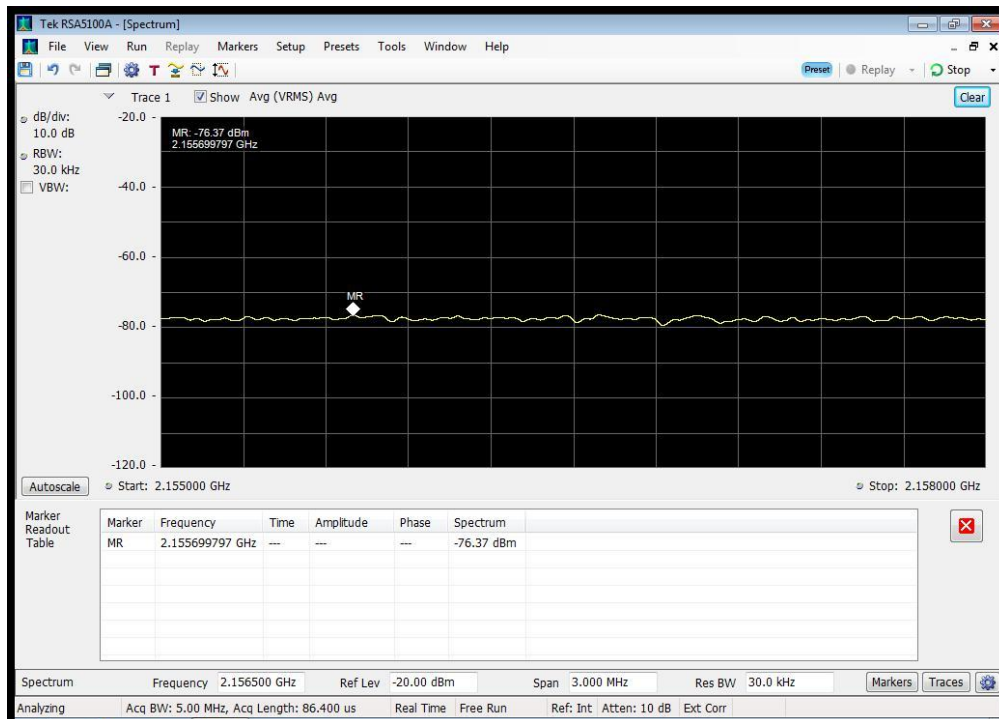 Tek RSA5100A - [Spectrum]
File View Run Replay Markers Setup Presets Tools Window Help
T Preset Replay Stop
Trace 1 Show Avg (VRMS) Avg Clear
dB/div:
10.0 dB
RBW:
30.0 kHz
VBW:
-20.0
-40.0
-60.0
-80.0
-100.0
-120.0
MR: -76.37 dBm
2.155699797 GHz
MR
Autoscale Start: 2.155000 GHz Stop: 2.158000 GHz
Marker
Readout
Table
Marker Frequency Time Amplitude Phase Spectrum
MR 2.155699797 GHz --- --- --- -76.37 dBm
Spectrum Frequency 2.156500 GHz Ref Lev -20.00 dBm Span 3.000 MHz Res BW 30.0 kHz Markers Traces
Analyzing Acq BW: 5.00 MHz, Acq Length: 86.400 us Real Time Free Run Ref: Int Atten: 10 dB Ext Corr